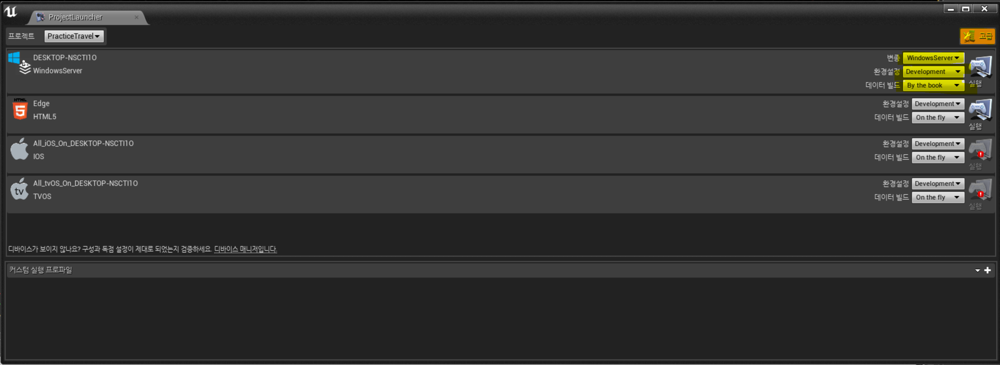 ProjectLauncher
프로젝트 PracticeTravel
고급
DESKTOP-NSCTI1O
WindowsServer
변종 WindowsServer
환경설정 Development
데이터 빌드 By the book
실행
HTML
5
Edge
HTML5
환경설정 Development
데이터 빌드 On the fly
실행
All_iOS_On_DESKTOP-NSCTI1O
IOS
환경설정 Development
데이터 빌드 On the fly
실행
tv
All_tvOS_On_DESKTOP-NSCTI1O
TVOS
환경설정 Development
데이터 빌드 On the fly
실행
디바이스가 보이지 않나요? 구성과 독점 설정이 제대로 되었는지 검증하세요. 디바이스 매니저입니다.
커스텀 실행 프로파일